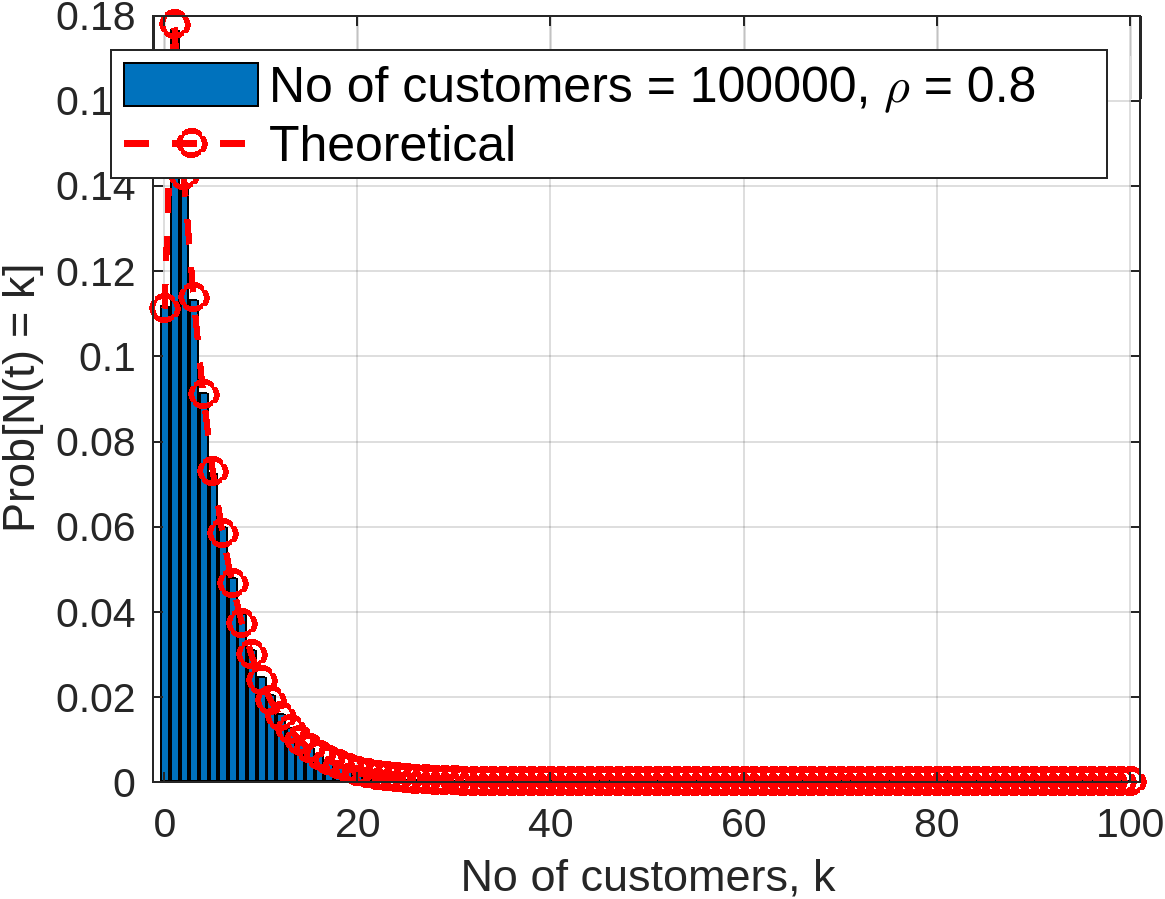 0.18
No of customers = 100000, ρ = 0.8
Theoretical
0.14
0.12
0.1
0.08
0.06
0.04
0.02
0
Prob[N(t) = k]
0 20 40 60 80 100
No of customers, k